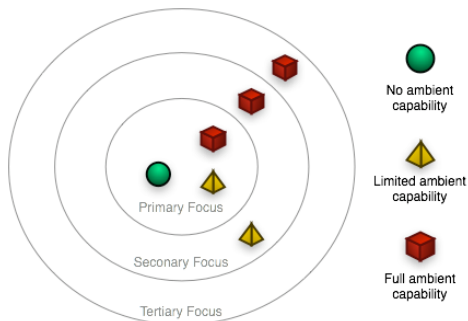 Primary Focus
Seconary Focus
Tertiary Focus
No ambient
capability
Limited ambient
capability
Full ambient
capability